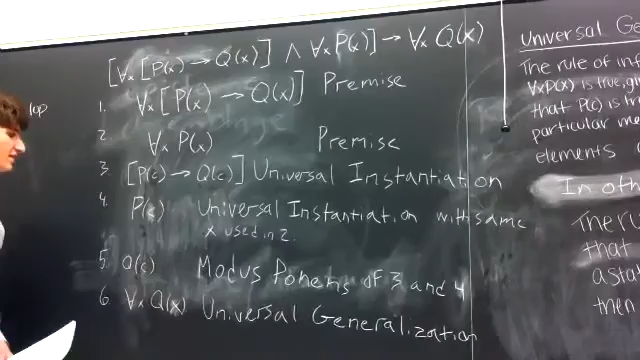 [∀x [P(x) → Q(x)] ∧ ∀x P(x)] → ∀x Q(x)
1. ∀x [P(x) → Q(x)] Premise
2. ∀x P(x) Premise
3. [P(c) → Q(c)] Universal Instantiation
4. P(c) Universal Instantiation with same
x used in 2.
5. Q(c) Modus Ponens of 3 and 4
6. ∀x Q(x) Universal Generalization
Universal Ge
The rule of inf
∀xP(x) is true, giv
that P(c) is tr
particular me
elements
In oth
The ru
that
a sta
then